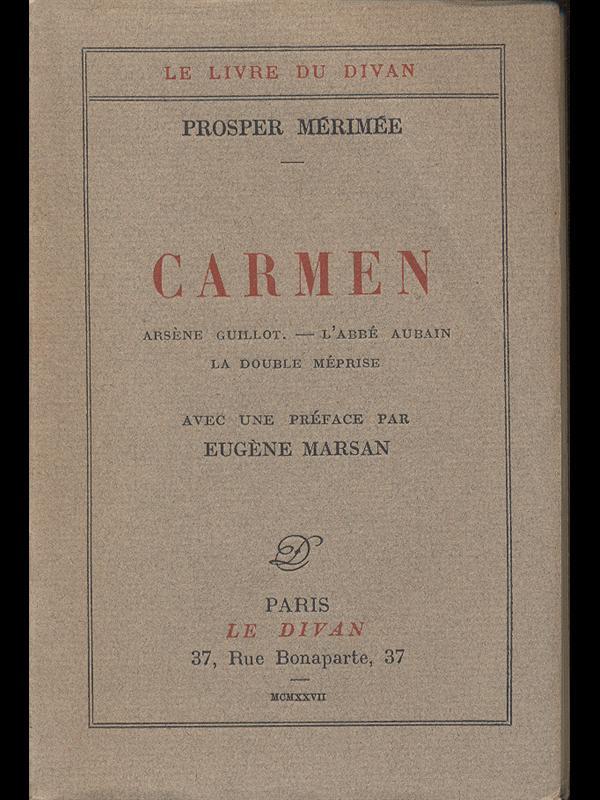 LE LIVRE DU DIVAN
PROSPER MÉRIMÉE
CARMEN
ARSÈNE GUILLOT. — L'ABBÉ AUBAIN
LA DOUBLE MÉPRISE
AVEC UNE PRÉFACE PAR
EUGÈNE MARSAN
D
PARIS
LE DIVAN
37, Rue Bonaparte, 37
MCMXXVII